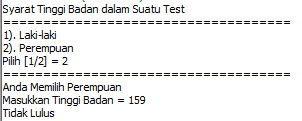 Syarat Tinggi Badan dalam Suatu Test
=====================================
1). Laki-laki
2). Perempuan
Pilih [1/2] = 2
=====================================
Anda Memilih Perempuan
Masukkan Tinggi Badan = 159
Tidak Lulus